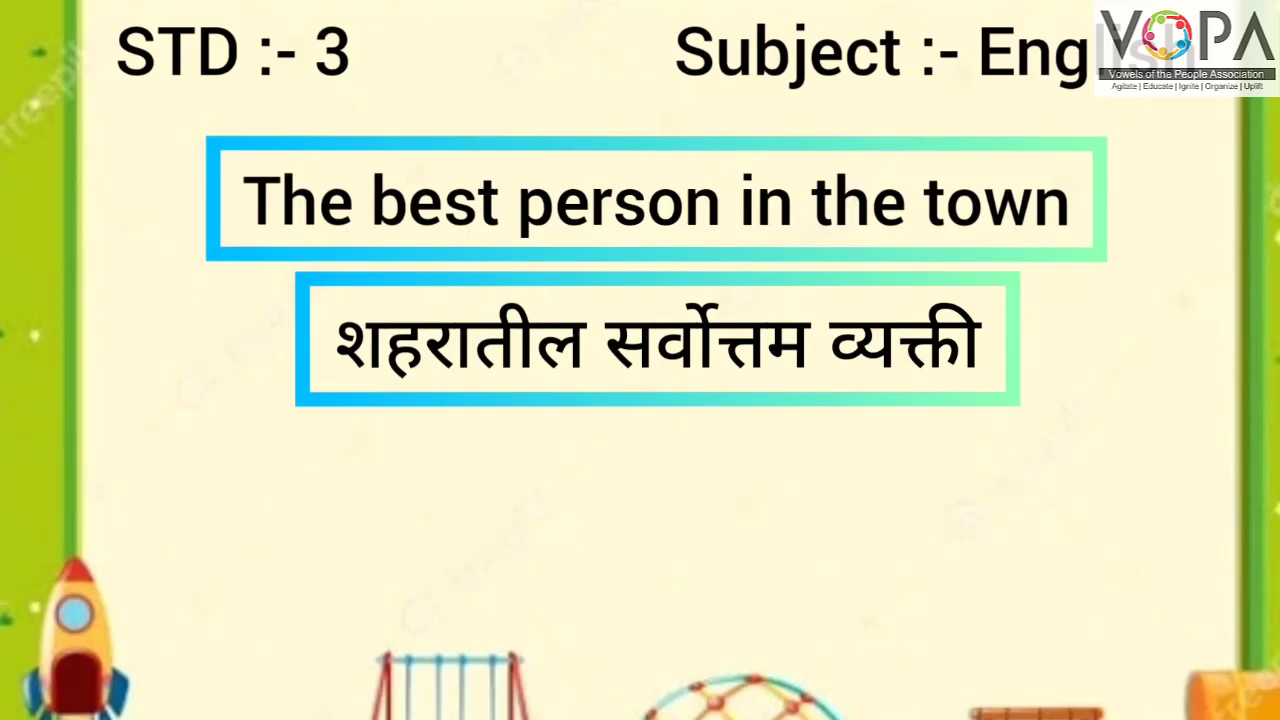 STD :- 3 Subject :- English
VOPA
Vowels of the People Association
Agitate | Educate | Ignite | Organize | Uplift
The best person in the town
शहरातील सर्वोत्तम व्यक्ती